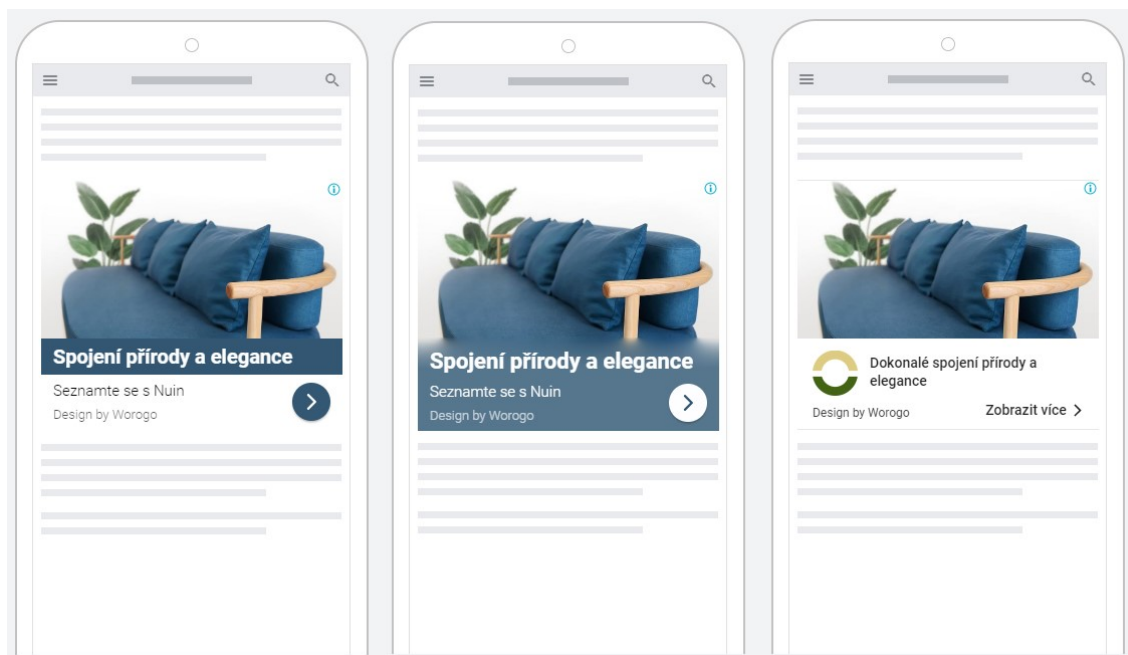 Spojení přírody a elegance
Seznamte se s Nuin
Design by Worogo
Spojení přírody a elegance
Seznamte se s Nuin
Design by Worogo
Dokonalé spojení přírody a
elegance
Design by Worogo
Zobrazit více